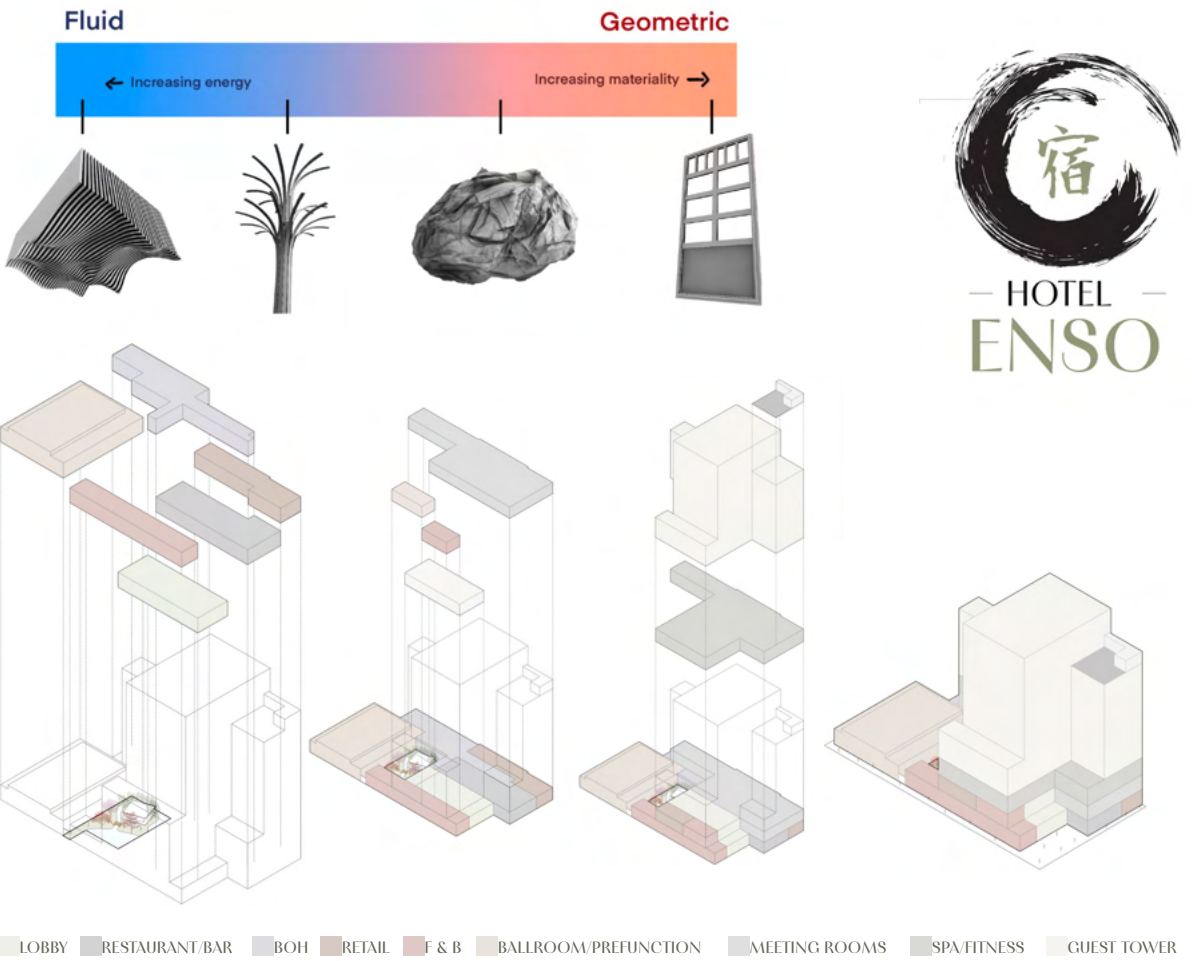 Fluid
Geometric
Increasing energy
Increasing materiality
宿
HOTEL
ENSO
LOBBY RESTAURANT/BAR BOH RETAIL F & B BALLROOM/PREFUNCTION MEETING ROOMS SPA/FITNESS GUEST TOWER